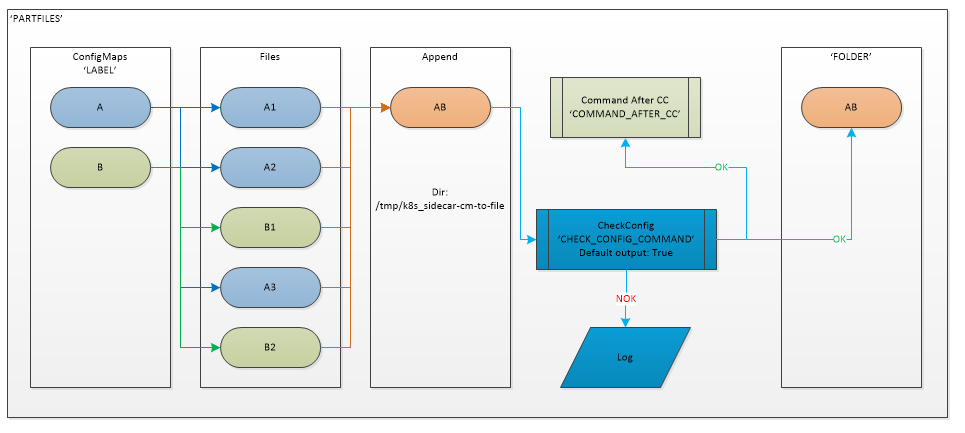 ‘PARTFILES’
ConfigMaps
‘LABEL’
A
B
Files
A1
A2
B1
A3
B2
Append
AB
Dir:
/tmp/k8s_sidecar-cm-to-file
Command After CC
‘COMMAND_AFTER_CC’
OK
CheckConfig
‘CHECK_CONFIG_COMMAND’
Default output: True
OK
NOK
Log
‘FOLDER’
AB